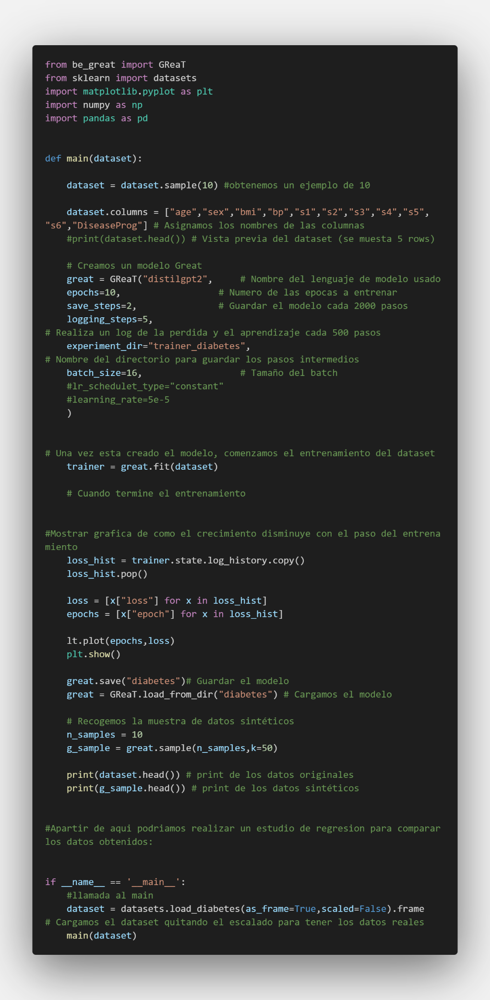 from be_great import GReaT
from sklearn import datasets
import matplotlib.pyplot as plt
import numpy as np
import pandas as pd
def main(dataset):
dataset = dataset.sample(10) #obtenemos un ejemplo de 10
dataset.columns = ["age","sex","bmi","bp","s1","s2","s3","s4","s5",
"s6","DiseaseProg"] # Asignamos los nombres de las columnas
#print(dataset.head()) # Vista previa del dataset (se muesta 5 rows)
# Creamos un modelo Great
great = GReaT("distilgpt2",     # Nombre del lenguaje de modelo usado
epochs=10,                  # Numero de las epocas a entrenar
save_steps=2,               # Guardar el modelo cada 2000 pasos
logging_steps=5,
# Realiza un log de la perdida y el aprendizaje cada 500 pasos
experiment_dir="trainer_diabetes",
# Nombre del directorio para guardar los pasos intermedios
batch_size=16,                  # Tamaño del batch
#lr_schedulet_type="constant"
#learning_rate=5e-5
)
# Una vez esta creado el modelo, comenzamos el entrenamiento del dataset
trainer = great.fit(dataset)
# Cuando termine el entrenamiento
#Mostrar grafica de como el crecimiento disminuye con el paso del entrena
miento
loss_hist = trainer.state.log_history.copy()
loss_hist.pop()
loss = [x["loss"] for x in loss_hist]
epochs = [x["epoch"] for x in loss_hist]
lt.plot(epochs,loss)
plt.show()
great.save("diabetes")# Guardar el modelo
great = GReaT.load_from_dir("diabetes") # Cargamos el modelo
# Recogemos la muestra de datos sintéticos
n_samples = 10
g_sample = great.sample(n_samples,k=50)
print(dataset.head()) # print de los datos originales
print(g_sample.head()) # print de los datos sintéticos
#Apartir de aqui podriamos realizar un estudio de regresion para comparar
los datos obtenidos:
if __name__ == '__main__':
#llamada al main
dataset = datasets.load_diabetes(as_frame=True,scaled=False).frame
# Cargamos el dataset quitando el escalado para tener los datos reales
main(dataset)